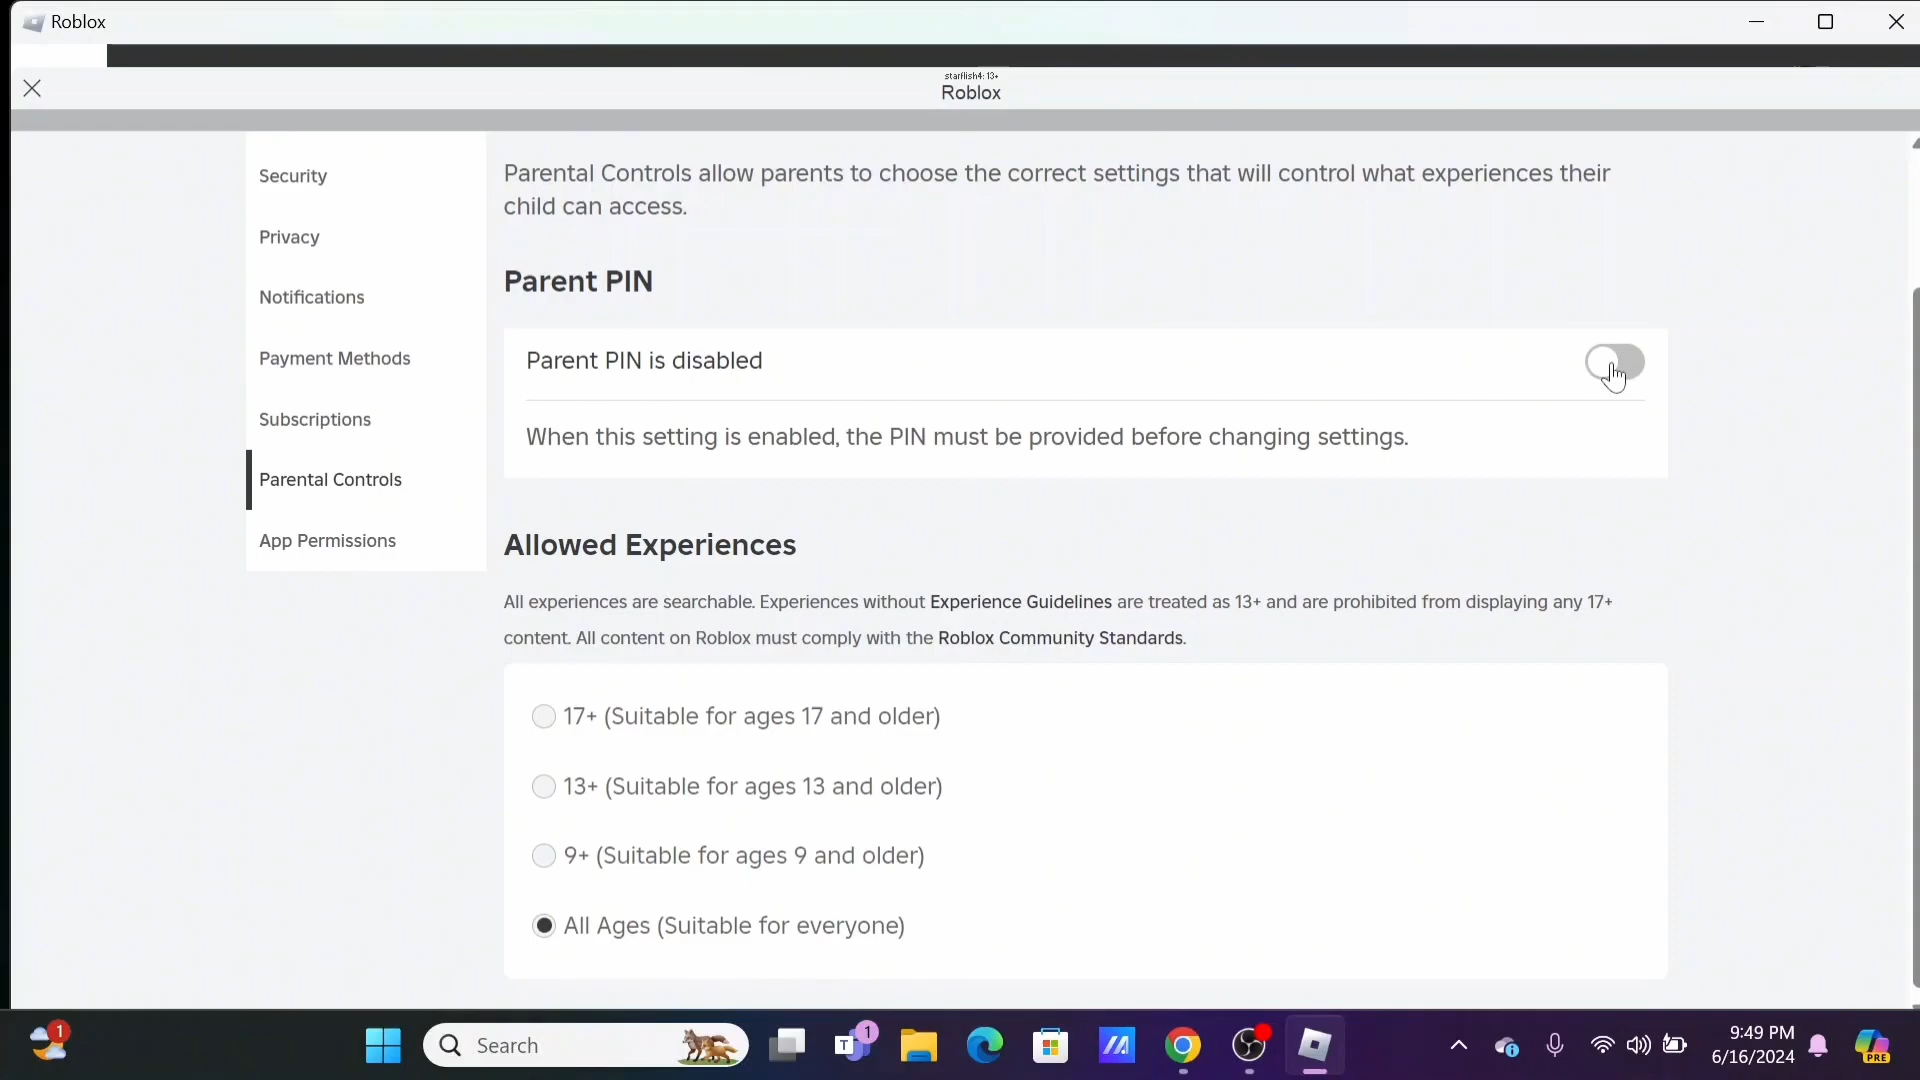 Roblox
starflish4: 13+
Roblox
Security
Privacy
Notifications
Payment Methods
Subscriptions
Parental Controls
App Permissions
Parental Controls allow parents to choose the correct settings that will control what experiences their
child can access.
Parent PIN
Parent PIN is disabled
When this setting is enabled, the PIN must be provided before changing settings.
Allowed Experiences
All experiences are searchable. Experiences without Experience Guidelines are treated as 13+ and are prohibited from displaying any 17+
content. All content on Roblox must comply with the Roblox Community Standards.
17+ (Suitable for ages 17 and older)
13+ (Suitable for ages 13 and older)
9+ (Suitable for ages 9 and older)
All Ages (Suitable for everyone)
1
Search
T
1
9:49 PM
6/16/2024
PRE